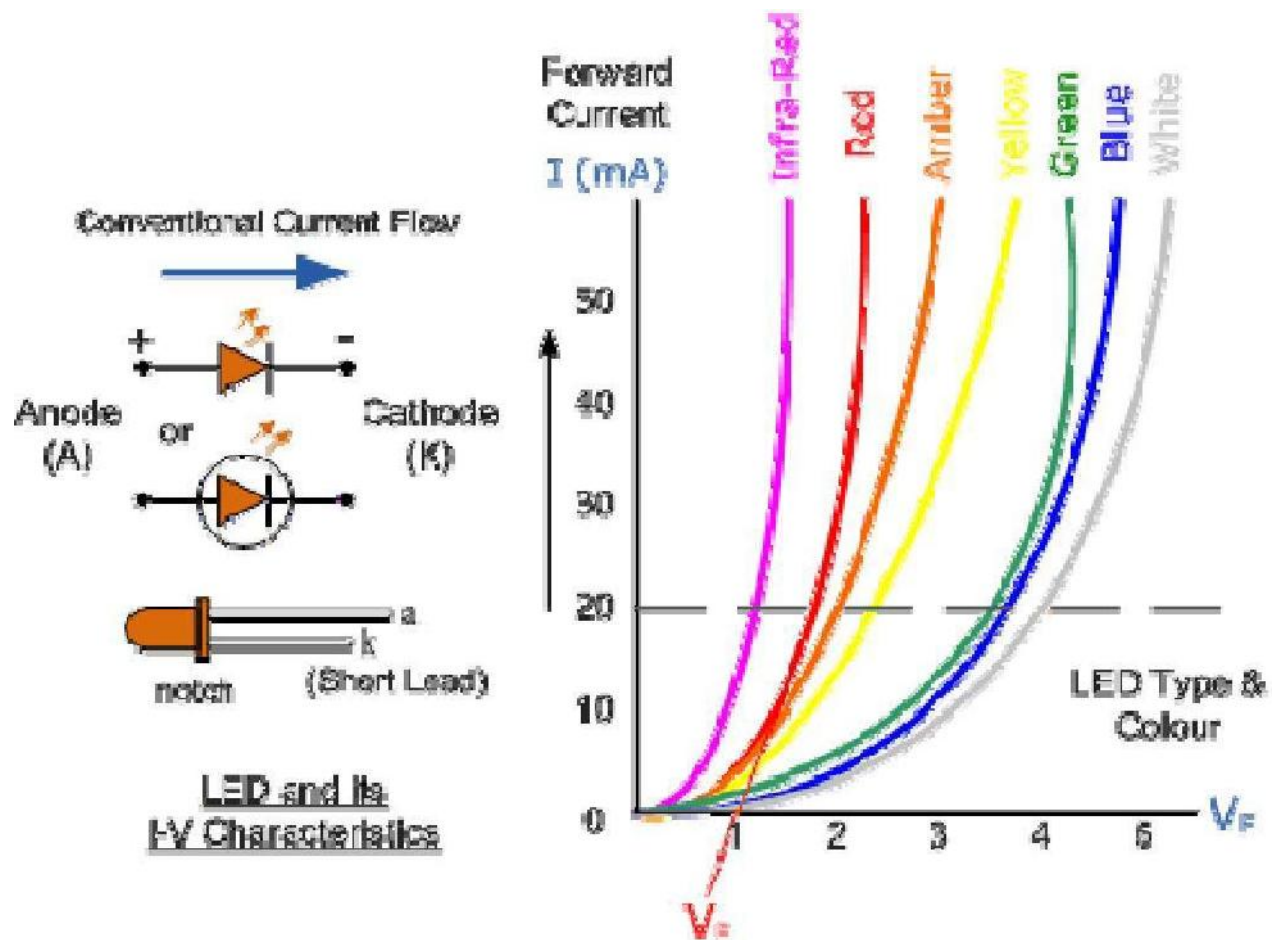 Forward
Current
I (mA)
Infra-Red
Red
Amber
Yellow
Green
Blue
White
Conventional Current Flow
+
-
Anode
(A)
or
Cathode
(K)
a
k
notch
(Short Lead)
LED and its
I-V Characteristics
50
40
30
20
10
0
1
2
3
4
5
V_F
LED Type &
Colour